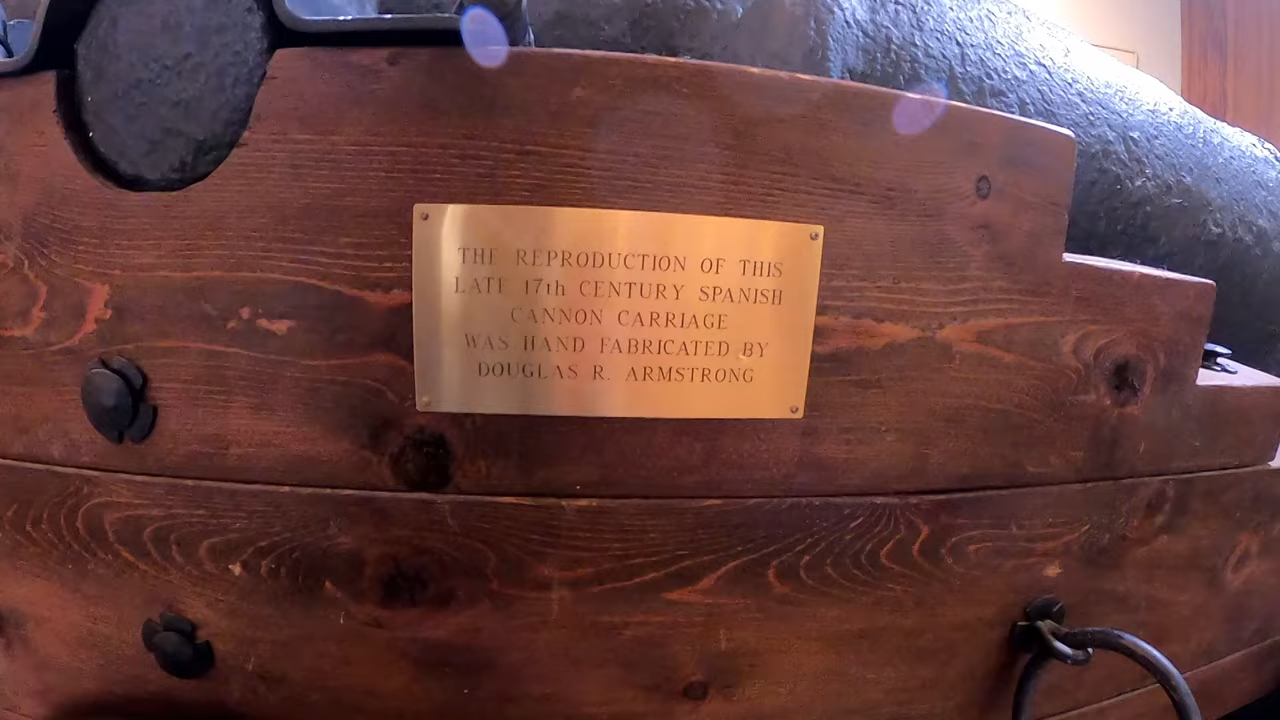 THE REPRODUCTION OF THIS
LATE 17th CENTURY SPANISH
CANNON CARRIAGE
WAS HAND FABRICATED BY
DOUGLAS R. ARMSTRONG